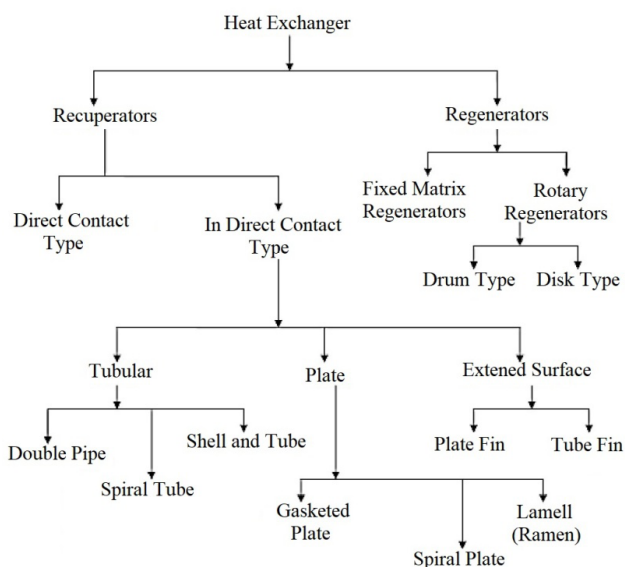 Heat Exchanger
Recuperators
Regenerators
Direct Contact
Type
In Direct Contact
Type
Fixed Matrix
Regenerators
Rotary
Regenerators
Drum Type
Disk Type
Tubular
Plate
Extened Surface
Double Pipe
Spiral Tube
Shell and Tube
Plate Fin
Tube Fin
Gasketed
Plate
Spiral Plate
Lamell
(Ramen)